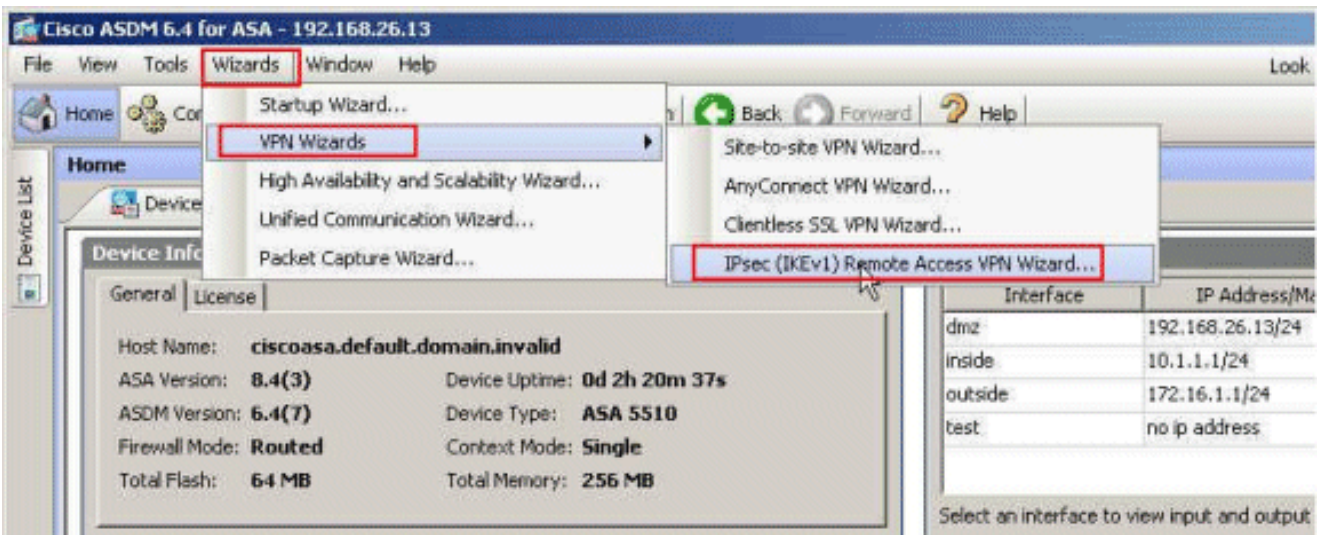 Cisco ASDM 6.4 for ASA - 192.168.26.13
File View Tools Wizards Window Help Look
Home Back Forward Help
Startup Wizard...
VPN Wizards
High Availability and Scalability Wizard...
Unified Communication Wizard...
Packet Capture Wizard...
Site-to-site VPN Wizard...
AnyConnect VPN Wizard...
Clientless SSL VPN Wizard...
IPsec (IKEv1) Remote Access VPN Wizard...
Device List
Home
Device
General License
Host Name: ciscoasa.default.domain.invalid
ASA Version: 8.4(3) Device Uptime: 0d 2h 20m 37s
ASDM Version: 6.4(7) Device Type: ASA 5510
Firewall Mode: Routed Context Mode: Single
Total Flash: 64 MB Total Memory: 256 MB
Interface IP Address/Ma
dmz 192.168.26.13/24
inside 10.1.1.1/24
outside 172.16.1.1/24
test no ip address
Select an interface to view input and output